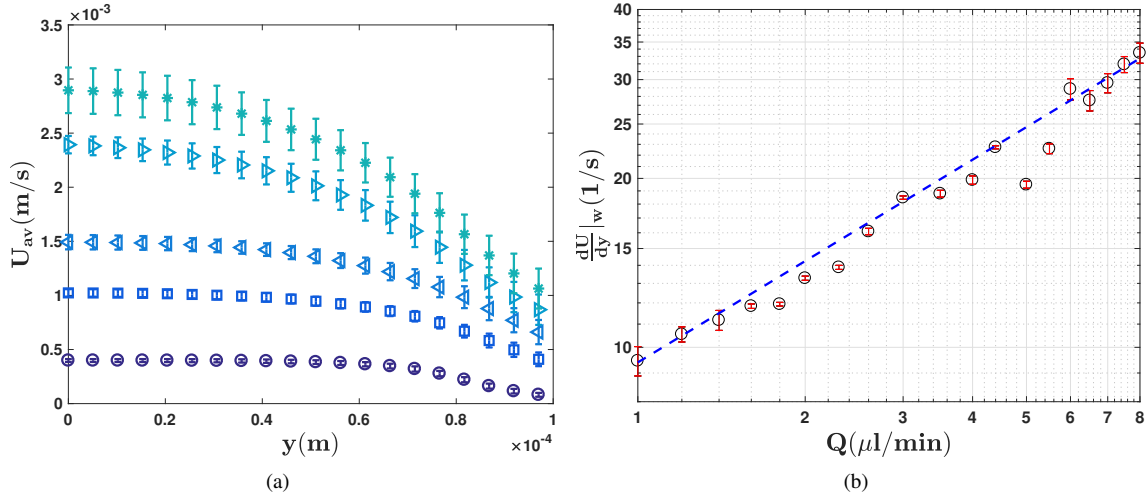 ×10⁻³
3.5
3
2.5
2
1.5
1
0.5
0
U_av(m/s)
0 0.2 0.4 0.6 0.8 1
×10⁻⁴
y(m)
(a)
40
35
30
25
20
15
10
dU/dy|_w(1/s)
1 2 3 4 5 6 7 8
Q(μl/min)
(b)